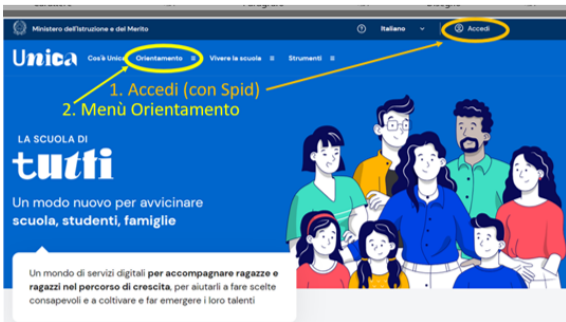 Ministero dell'Istruzione e del Merito
Italiano
Accedi
Unica
Cos'è Unica
Orientamento
Vivere la scuola
Strumenti
1. Accedi (con Spid)
2. Menù Orientamento
LA SCUOLA DI
tutti
Un modo nuovo per avvicinare
scuola, studenti, famiglie
Un mondo di servizi digitali per accompagnare ragazze e
ragazzi nel percorso di crescita, per aiutarli a fare scelte
consapevoli e a coltivare e far emergere i loro talenti